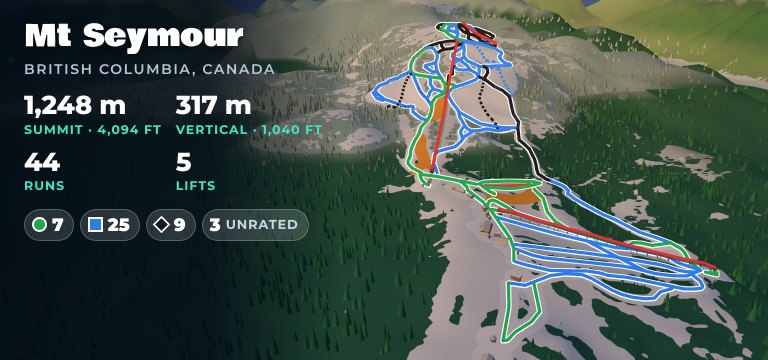 Mt Seymour
BRITISH COLUMBIA, CANADA
1,248 m 317 m
SUMMIT · 4,094 FT VERTICAL · 1,040 FT
44 5
RUNS LIFTS
7 25 9 3 UNRATED